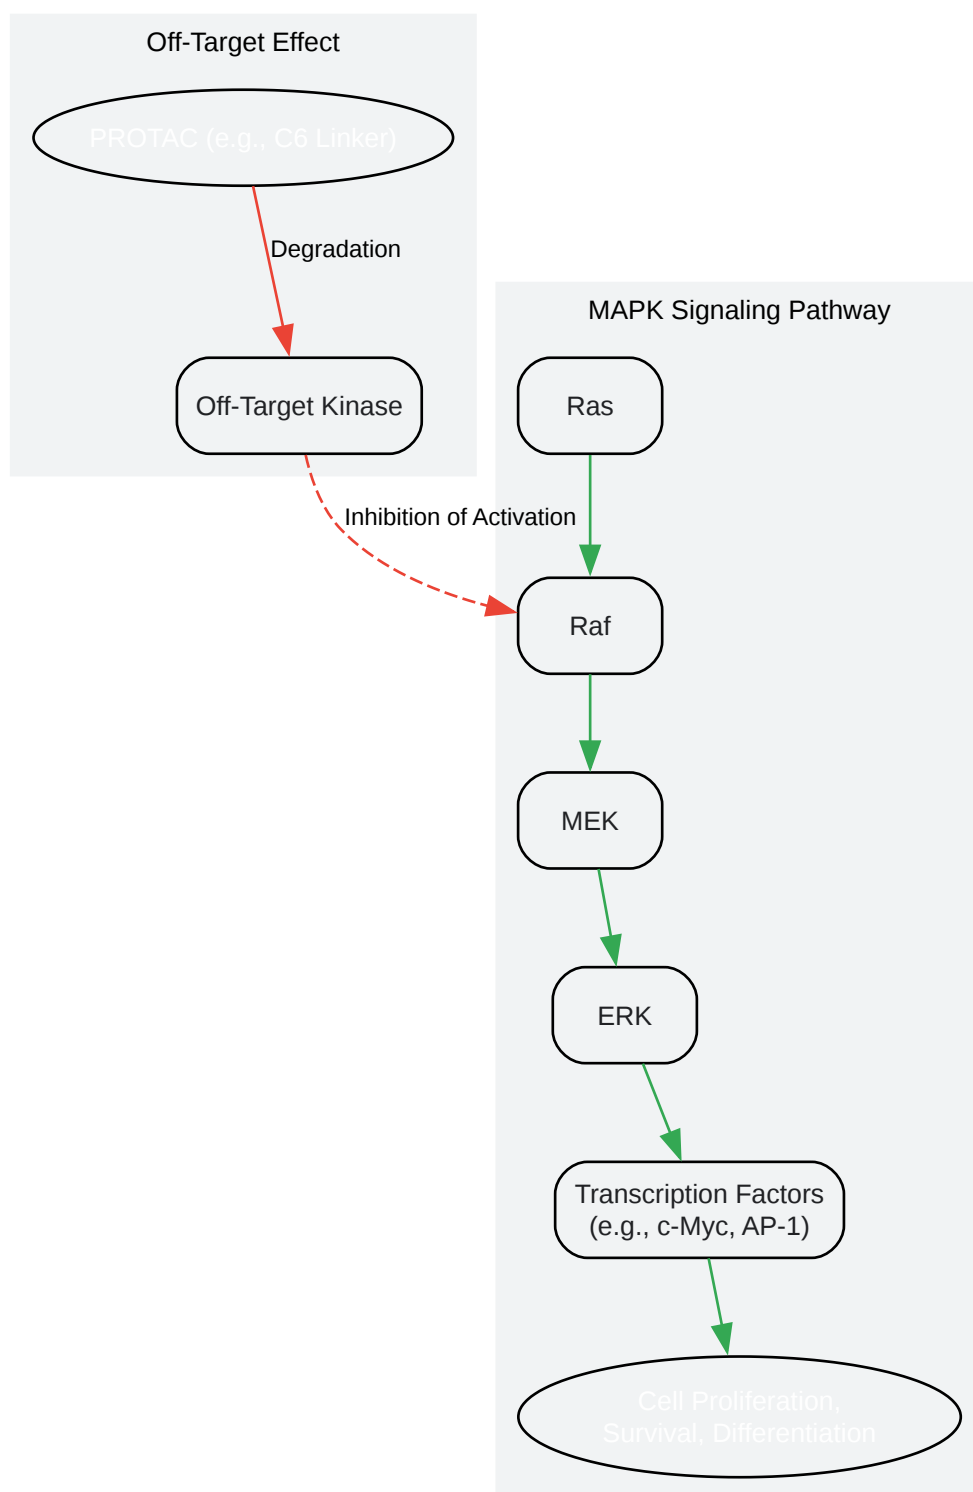 Off-Target Effect
PROTAC (e.g., C6 Linker)
Degradation
Off-Target Kinase
Inhibition of Activation
MAPK Signaling Pathway
Ras
Raf
MEK
ERK
Transcription Factors
(e.g., c-Myc, AP-1)
Cell Proliferation,
Survival, Differentiation